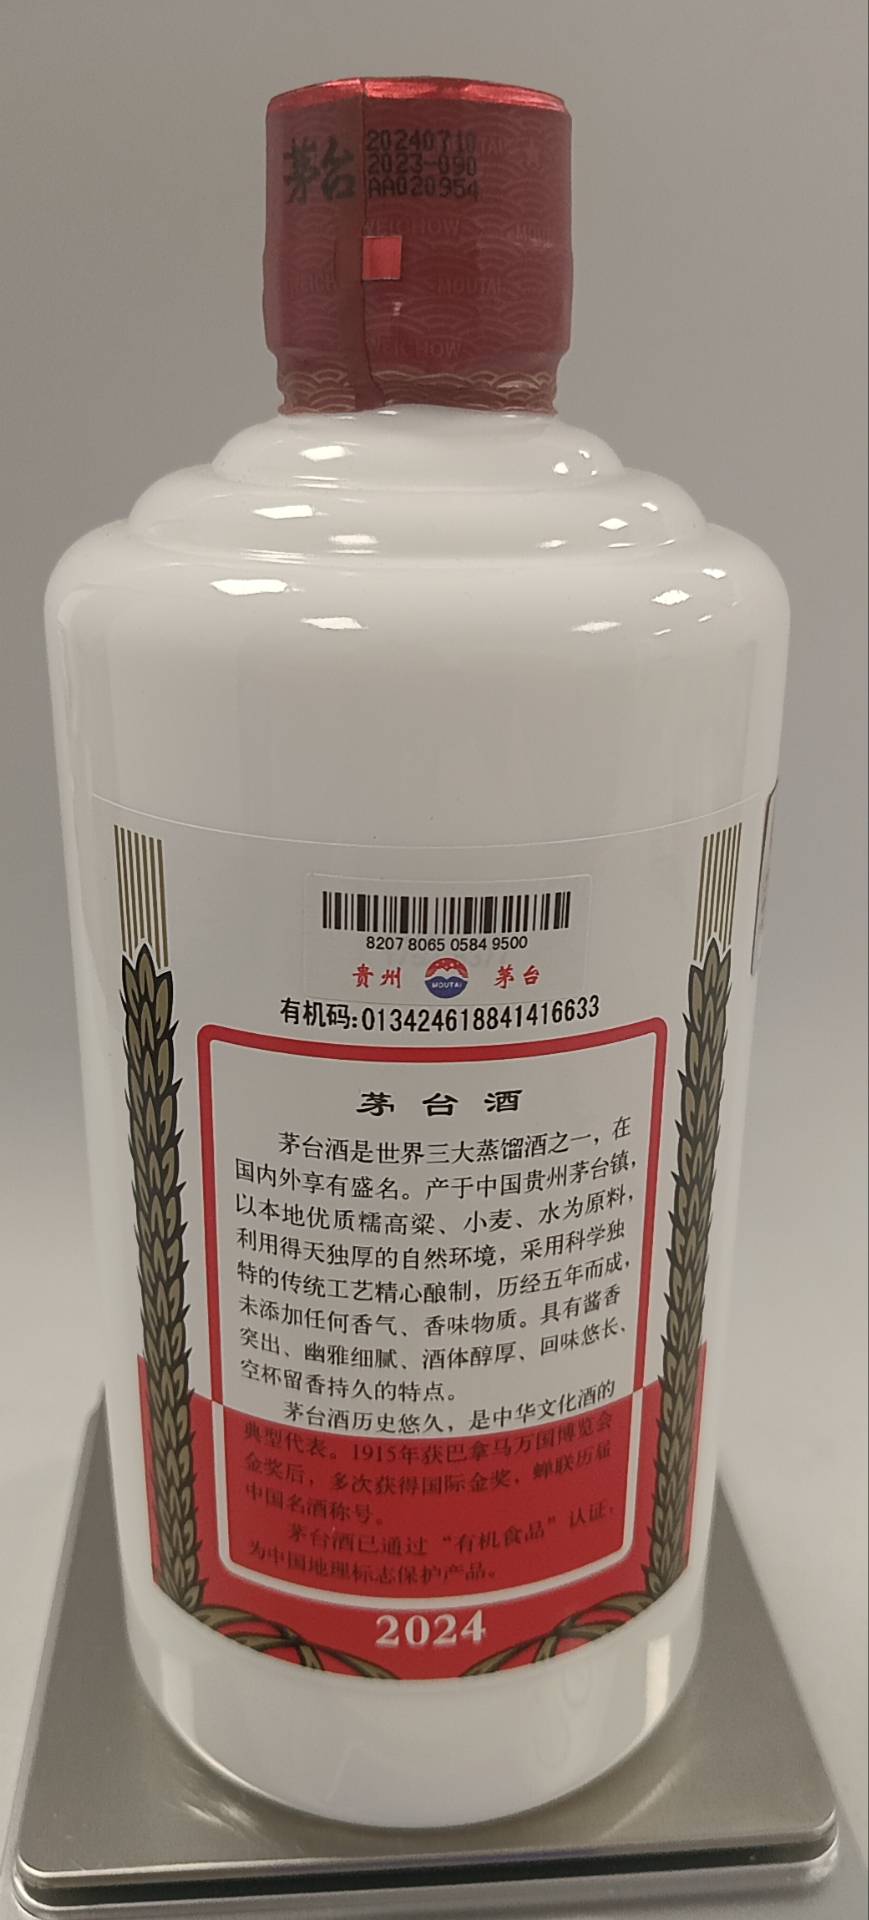 茅台
20240710
2023-090
AA020954
MOUTAI
8207 8065 0584 9500
贵州 MOUTAI 茅台
有机码:013424618841416633
茅台酒
茅台酒是世界三大蒸馏酒之一，在
国内外享有盛名。产于中国贵州茅台镇，
以本地优质糯高粱、小麦、水为原料，
利用得天独厚的自然环境，采用科学独
特的传统工艺精心酿制，历经五年而成，
未添加任何香气、香味物质。具有酱香
突出、幽雅细腻、酒体醇厚、回味悠长、
空杯留香持久的特点。
茅台酒历史悠久，是中华文化酒的
典型代表。1915年获巴拿马万国博览会
金奖后，多次获得国际金奖，蝉联历届
中国名酒称号。
茅台酒已通过“有机食品”认证，
为中国地理标志保护产品。
2024